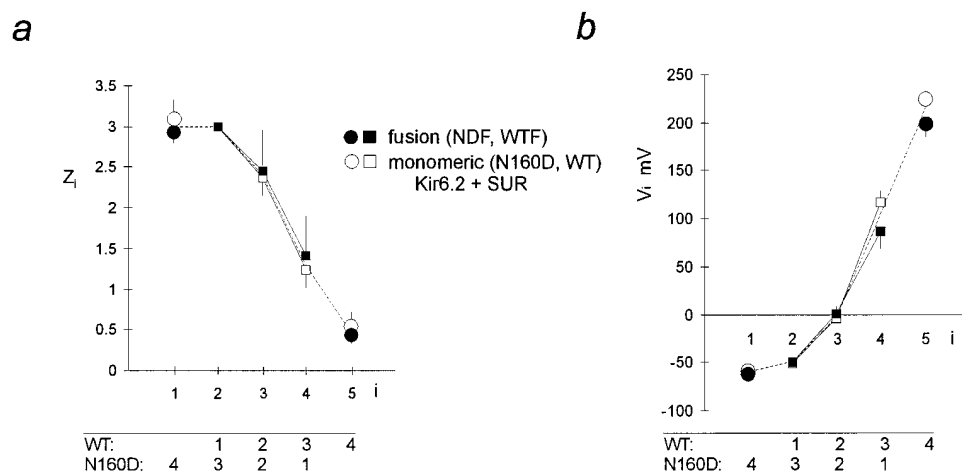 a
3.5
3
2.5
2
1.5
1
0.5
0
Zi
1 2 3 4 5 i
WT: 1 2 3 4
N160D: 4 3 2 1
fusion (NDF, WTF)
monomeric (N160D, WT)
Kir6.2 + SUR
b
250
200
150
100
50
0
-50
-100
Vi mV
1 2 3 4 5 i
WT: 1 2 3 4
N160D: 4 3 2 1